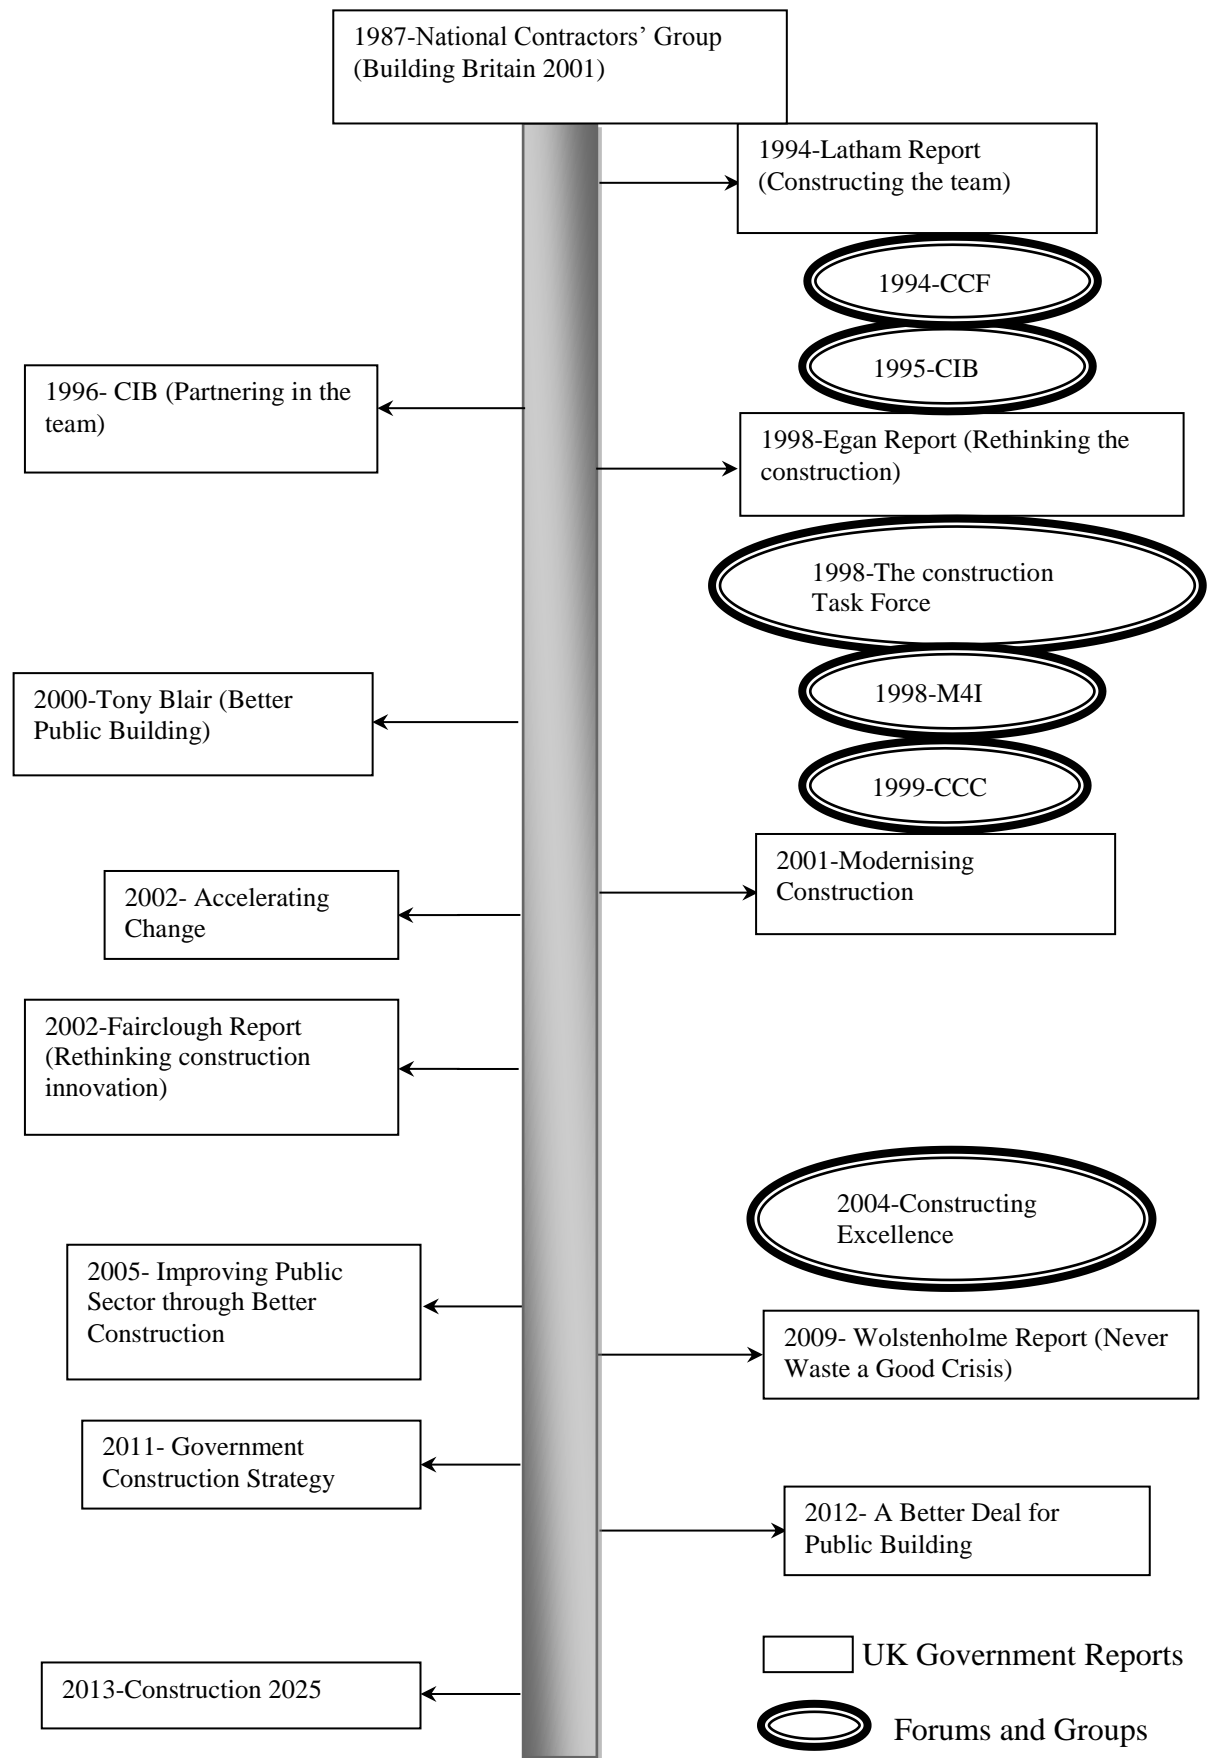 1987-National Contractors’ Group
(Building Britain 2001)
1994-Latham Report
(Constructing the team)
1994-CCF
1995-CIB
1996- CIB (Partnering in the
team)
1998-Egan Report (Rethinking the
construction)
1998-The construction
Task Force
1998-M4I
2000-Tony Blair (Better
Public Building)
1999-CCC
2001-Modernising
Construction
2002- Accelerating
Change
2002-Fairclough Report
(Rethinking construction
innovation)
2004-Constructing
Excellence
2005- Improving Public
Sector through Better
Construction
2009- Wolstenholme Report (Never
Waste a Good Crisis)
2011- Government
Construction Strategy
2012- A Better Deal for
Public Building
2013-Construction 2025
UK Government Reports
Forums and Groups